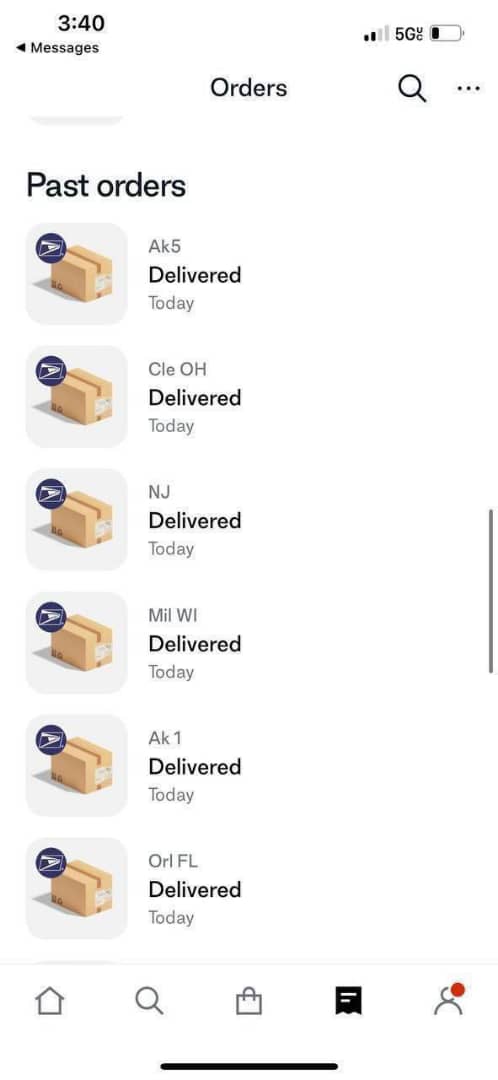 3:40
5G
Messages
Orders
Past orders
Ak5
Delivered
Today
Cle OH
Delivered
Today
NJ
Delivered
Today
Mil WI
Delivered
Today
Ak 1
Delivered
Today
Orl FL
Delivered
Today